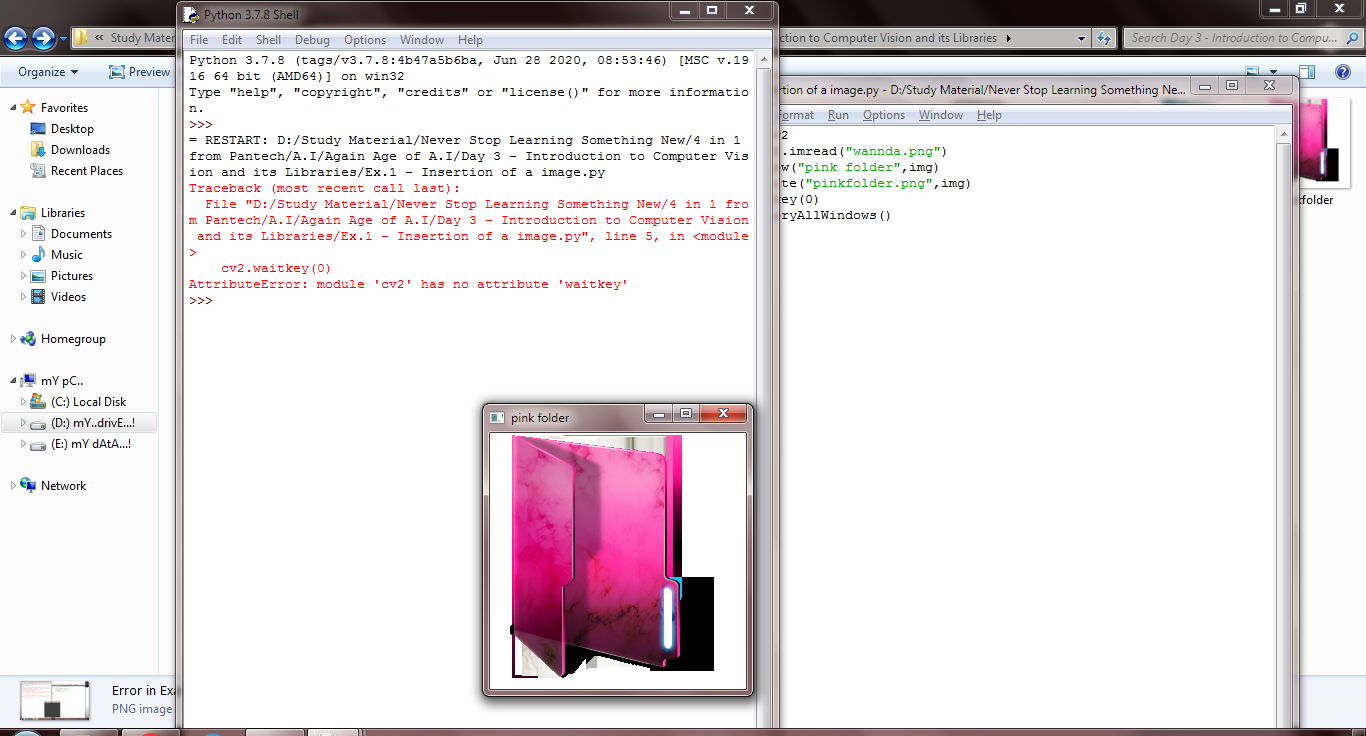 Python 3.7.8 Shell
File Edit Shell Debug Options Window Help
Python 3.7.8 (tags/v3.7.8:4b47a5b6ba, Jun 28 2020, 08:53:46) [MSC v.19
16 64 bit (AMD64)] on win32
Type "help", "copyright", "credits" or "license()" for more informatio
n.
>>>
= RESTART: D:/Study Material/Never Stop Learning Something New/4 in 1
from Pantech/A.I/Again Age of A.I/Day 3 - Introduction to Computer Vis
ion and its Libraries/Ex.1 - Insertion of a image.py
Traceback (most recent call last):
File "D:/Study Material/Never Stop Learning Something New/4 in 1 fro
m Pantech/A.I/Again Age of A.I/Day 3 - Introduction to Computer Vision
and its Libraries/Ex.1 - Insertion of a image.py", line 5, in <module
>
cv2.waitkey(0)
AttributeError: module 'cv2' has no attribute 'waitkey'
>>>
pink folder
« Study Mater
ction to Computer Vision and its Libraries
Search Day 3 - Introduction to Compu...
Organize
Preview
Favorites
Desktop
Downloads
Recent Places
Libraries
Documents
Music
Pictures
Videos
Homegroup
mY pC..
(C:) Local Disk
(D:) mY..drivE...!
(E:) mY dAtA...!
Network
Error in Exa
PNG image
rtion of a image.py - D:/Study Material/Never Stop Learning Something Ne...
ormat Run Options Window Help
v2
.imread("wannda.png")
w("pink folder",img)
te("pinkfolder.png",img)
ey(0)
ryAllWindows()
folder